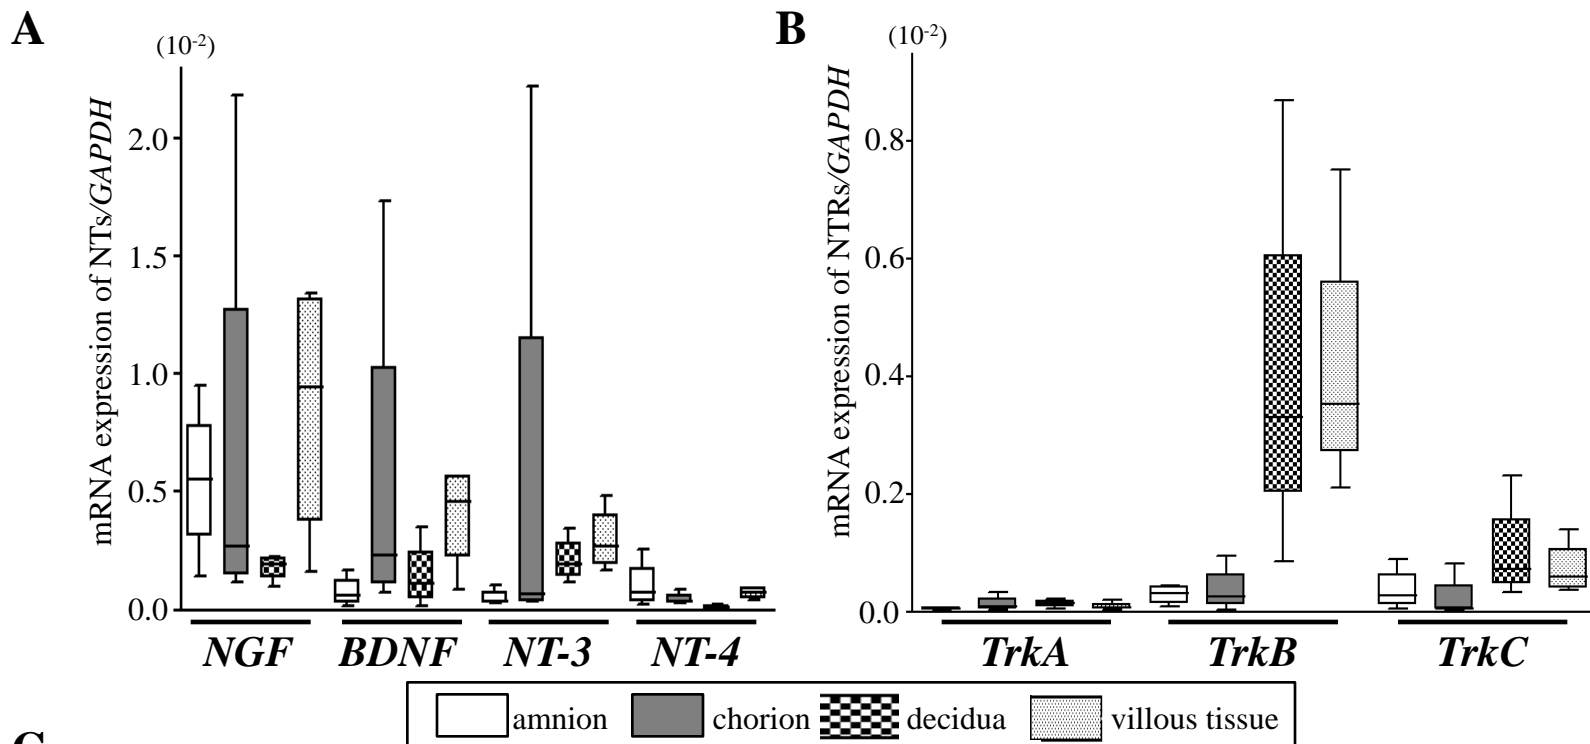 A
(10-2)
mRNA expression of NTs/GAPDH
2.0
1.5
1.0
0.5
0.0
NGF BDNF NT-3 NT-4
B
(10-2)
mRNA expression of NTRs/GAPDH
0.8
0.6
0.4
0.2
0.0
TrkA TrkB TrkC
amnion chorion decidua villous tissue